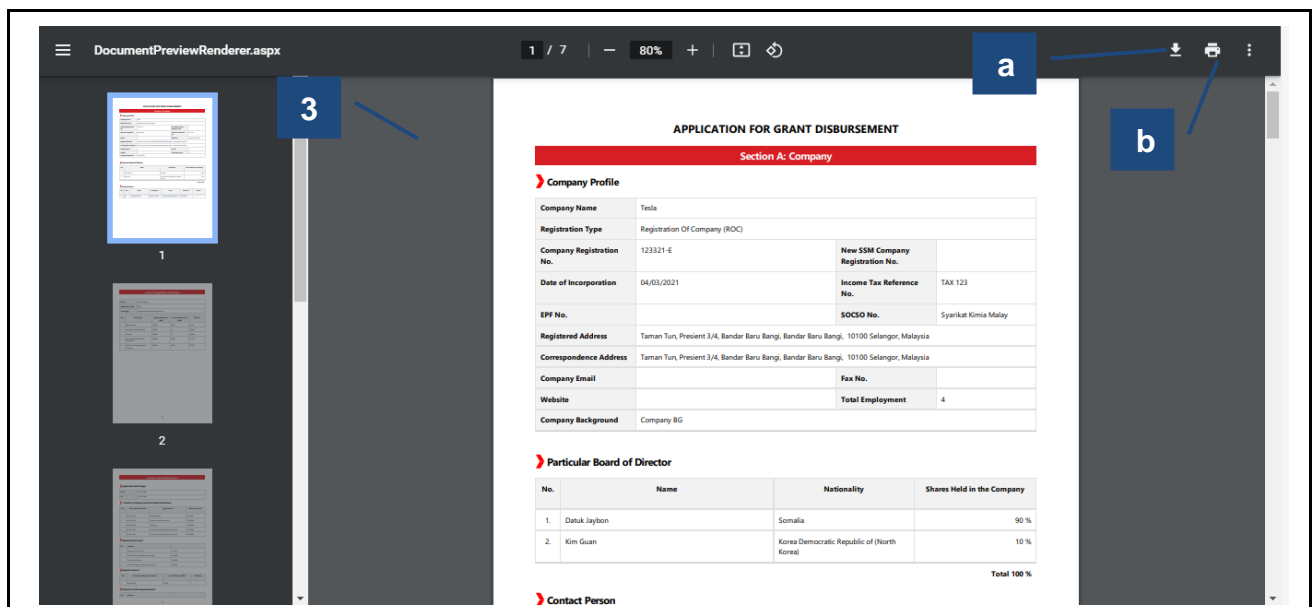 DocumentPreviewRenderer.aspx
1 / 7
80%
a
3
b
1
2
APPLICATION FOR GRANT DISBURSEMENT
Section A: Company
Company Profile
Company Name Tesla
Registration Type Registration Of Company (ROC)
Company Registration No. 123321-E New SSM Company Registration No.
Date of Incorporation 04/03/2021 Income Tax Reference No. TAX 123
EPF No. SOCSO No. Syarikat Kimia Malay
Registered Address Taman Tun, Presient 3/4, Bandar Baru Bangi, Bandar Baru Bangi, 10100 Selangor, Malaysia
Correspondence Address Taman Tun, Presient 3/4, Bandar Baru Bangi, Bandar Baru Bangi, 10100 Selangor, Malaysia
Company Email Fax No.
Website Total Employment 4
Company Background Company BG
Particular Board of Director
No. Name Nationality Shares Held in the Company
1. Datuk Jaybon Somalia 90 %
2. Kim Guan Korea Democratic Republic of (North Korea) 10 %
Total 100 %
Contact Person